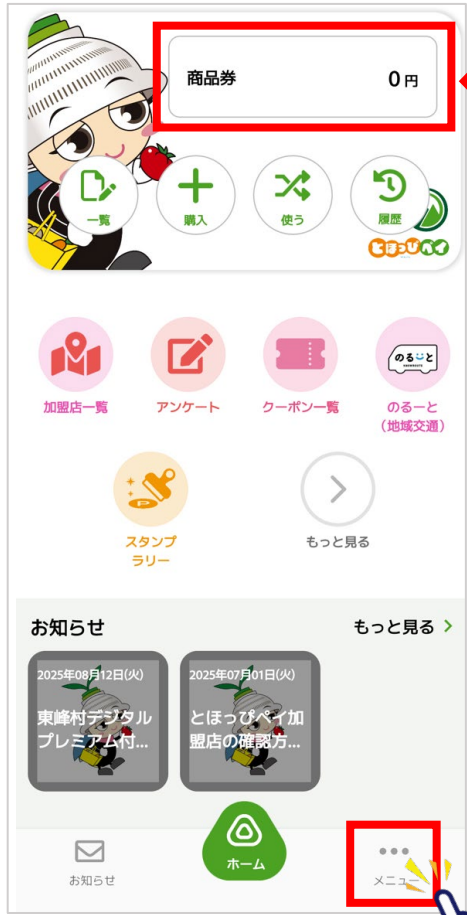 商品券 0円
一覧 購入 使う 履歴
とほっぴペイ
のるーと
加盟店一覧 アンケート クーポン一覧 のるーと
(地域交通)
P
スタンプ
ラリー
もっと見る
お知らせ もっと見る
2025年08月12日(火)
東峰村デジタル
プレミアム付...
2025年07月01日(火)
とほっぴペイ加
盟店の確認方...
お知らせ ホーム メニュー